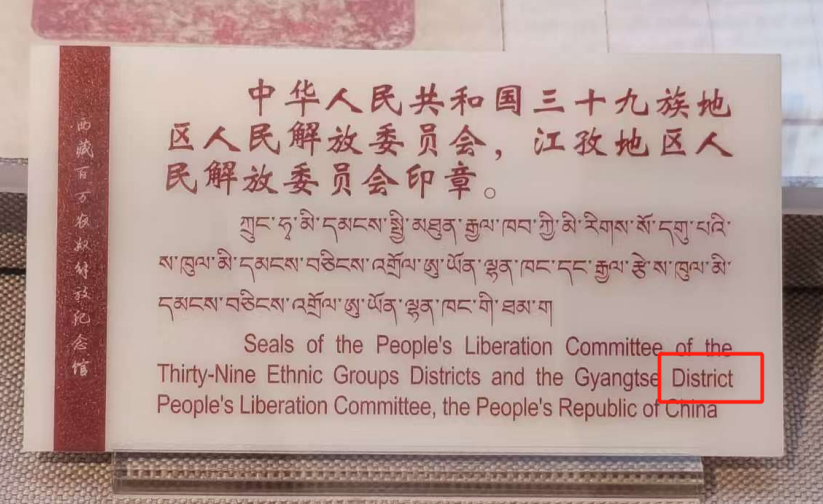 西藏百万农奴解放纪念馆
中华人民共和国三十九族地
区人民解放委员会，江孜地区人
民解放委员会印章。
ཀྲུང་ཧྭ་མི་དམངས་སྤྱི་མཐུན་རྒྱལ་ཁབ་ཀྱི་མི་རིགས་སོ་དགུ་པའི་
ས་ཁུལ་མི་དམངས་བཅིངས་འགྲོལ་ཨུ་ཡོན་ལྷན་ཁང་དང་རྒྱལ་རྩེ་ས་ཁུལ་མི་
དམངས་བཅིངས་འགྲོལ་ཨུ་ཡོན་ལྷན་ཁང་གི་ཐམ་ག
Seals of the People's Liberation Committee of the
Thirty-Nine Ethnic Groups Districts and the Gyangtse District
People's Liberation Committee, the People's Republic of China